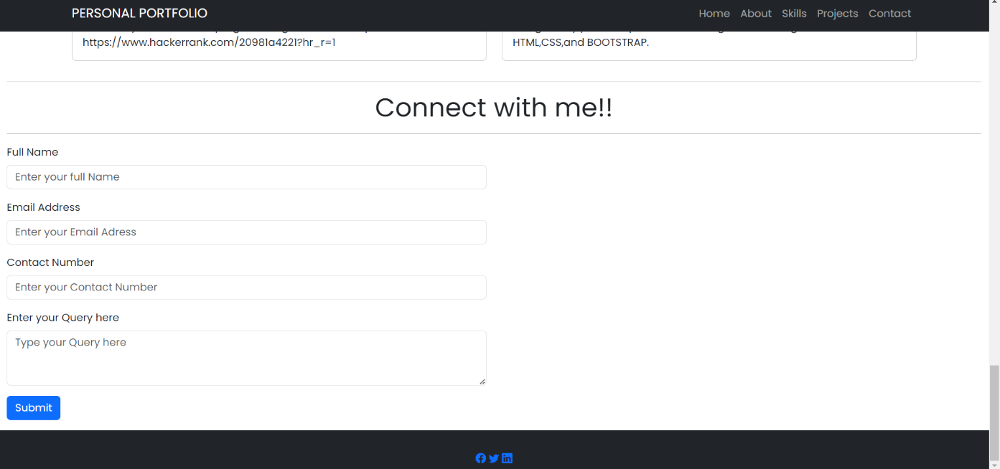 PERSONAL PORTFOLIO
Home About Skills Projects Contact
https://www.hackerrank.com/20981a4221?hr_r=1
HTML,CSS,and BOOTSTRAP.
Connect with me!!
Full Name
Enter your full Name
Email Address
Enter your Email Adress
Contact Number
Enter your Contact Number
Enter your Query here
Type your Query here
Submit